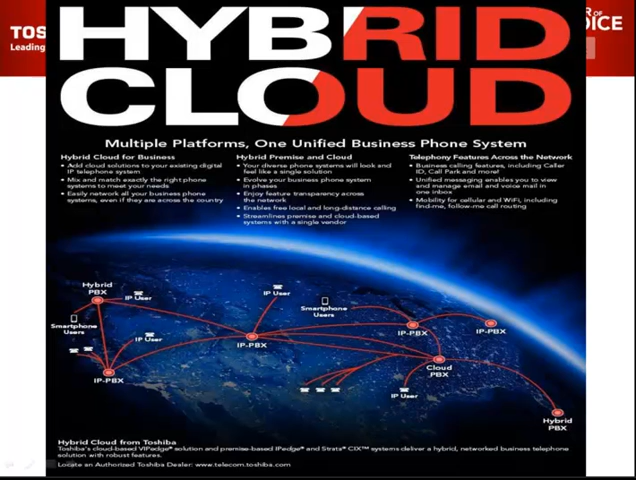 TOS
Leading
R OF
ICE
HYBRID
CLOUD
Multiple Platforms, One Unified Business Phone System
Hybrid Cloud for Business
• Add cloud solutions to your existing digital
IP telephone system
• Mix and match exactly the right phone
systems to meet your needs
• Easily network all your business phone
systems, even if they are across the country
Hybrid Premise and Cloud
• Your diverse phone systems will look and
feel like a single solution
• Evolve your business phone system
in phases
• Enjoy feature transparency across
the network
• Enables free local and long-distance calling
• Streamlines premise and cloud-based
systems with a single vendor
Telephony Features Across the Network
• Business calling features, including Caller
ID, Call Park and more!
• Unified messaging enables you to view
and manage email and voice mail in
one inbox
• Mobility for cellular and WiFi, including
find-me, follow-me call routing
Hybrid
PBX
IP User
IP User
Smartphone
Users
Smartphone
Users
IP User
IP-PBX
IP-PBX
IP-PBX
IP-PBX
Cloud
PBX
IP User
Hybrid
PBX
Hybrid Cloud from Toshiba
Toshiba's cloud-based VIPedge® solution and premise-based IPedge® and Strata® CIX™ systems deliver a hybrid, networked business telephone
solution with robust features.
Locate an Authorized Toshiba Dealer: www.telecom.toshiba.com